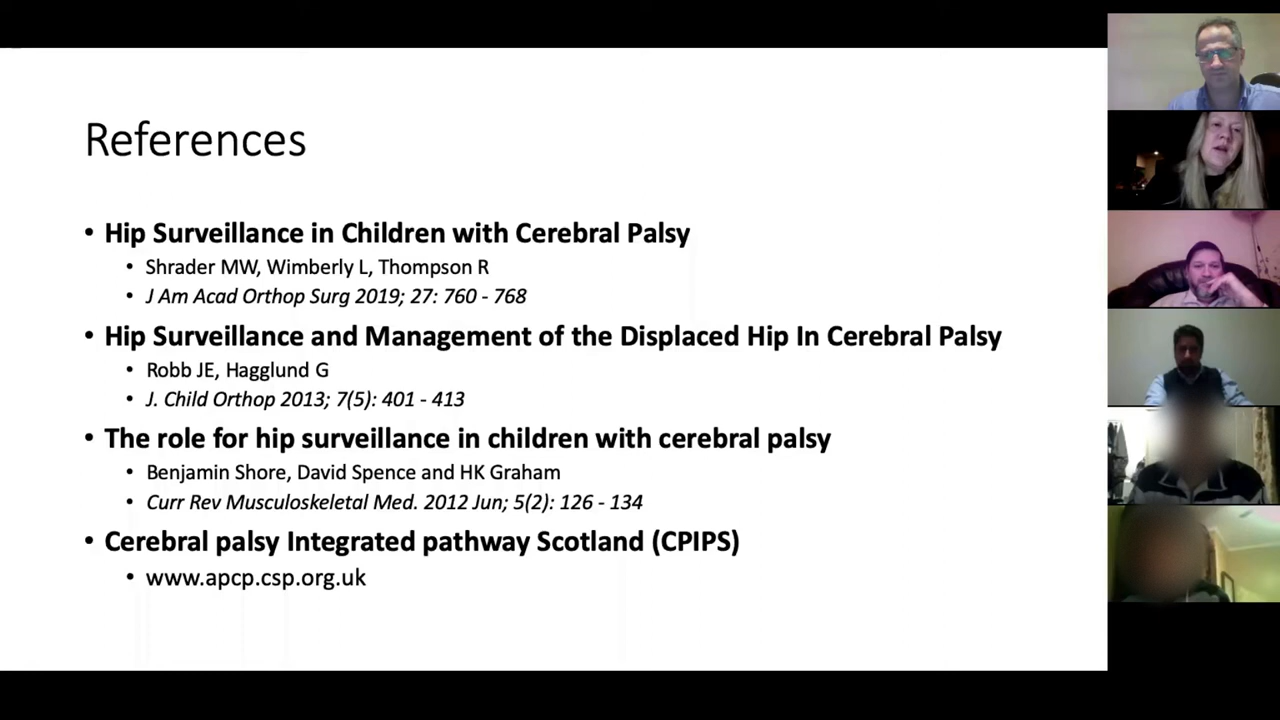 References
• Hip Surveillance in Children with Cerebral Palsy
• Shrader MW, Wimberly L, Thompson R
• J Am Acad Orthop Surg 2019; 27: 760 - 768
• Hip Surveillance and Management of the Displaced Hip In Cerebral Palsy
• Robb JE, Hagglund G
• J. Child Orthop 2013; 7(5): 401 - 413
• The role for hip surveillance in children with cerebral palsy
• Benjamin Shore, David Spence and HK Graham
• Curr Rev Musculoskeletal Med. 2012 Jun; 5(2): 126 - 134
• Cerebral palsy Integrated pathway Scotland (CPIPS)
• www.apcp.csp.org.uk